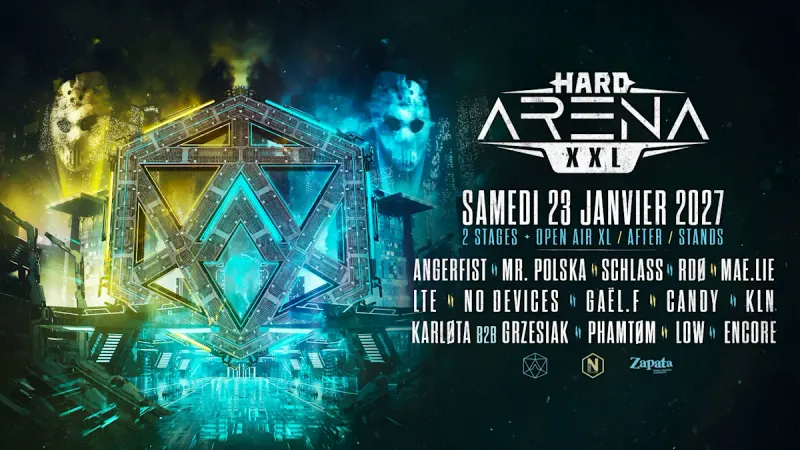 HARD
ARENA
XXL
SAMEDI 23 JANVIER 2027
2 STAGES + OPEN AIR XL / AFTER / STANDS
ANGERFIST MR. POLSKA SCHLASS RDØ MAE.LIE
LTE NO DEVICES GAËL.F CANDY KLN
KARLØTA B2B GRZESIAK PHAMTØM LOW ENCORE
N Zapata